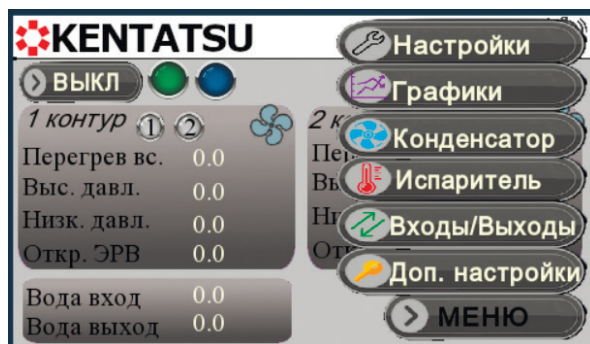 KENTATSU
ВЫКЛ
1 контур 1 2
Перегрев вс. 0.0
Выс. давл. 0.0
Низк. давл. 0.0
Откр. ЭРВ 0.0
Вода вход 0.0
Вода выход 0.0
2
Настройки
Графики
Конденсатор
Испаритель
Входы/Выходы
Доп. настройки
МЕНЮ